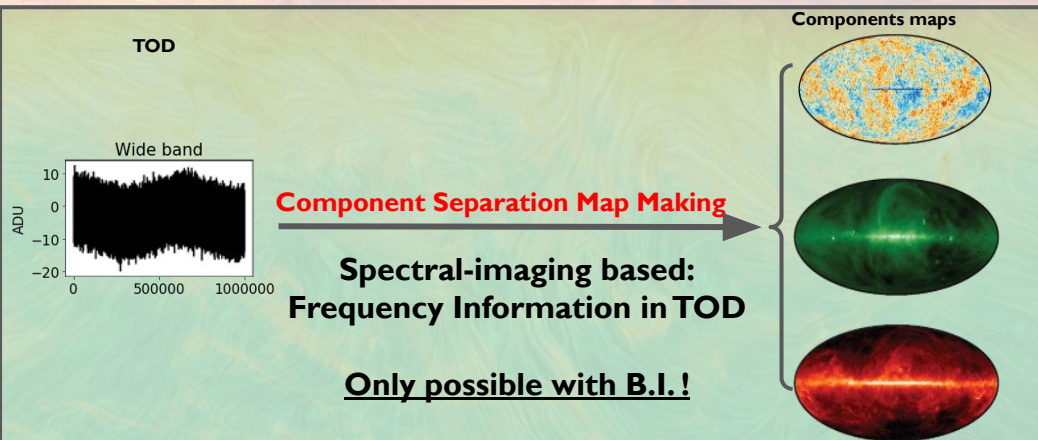 Components maps
TOD
Wide band
10
0
−10
−20
ADU
0
500000
1000000
Component Separation Map Making
Spectral-imaging based:
Frequency Information in TOD
Only possible with B.I. !